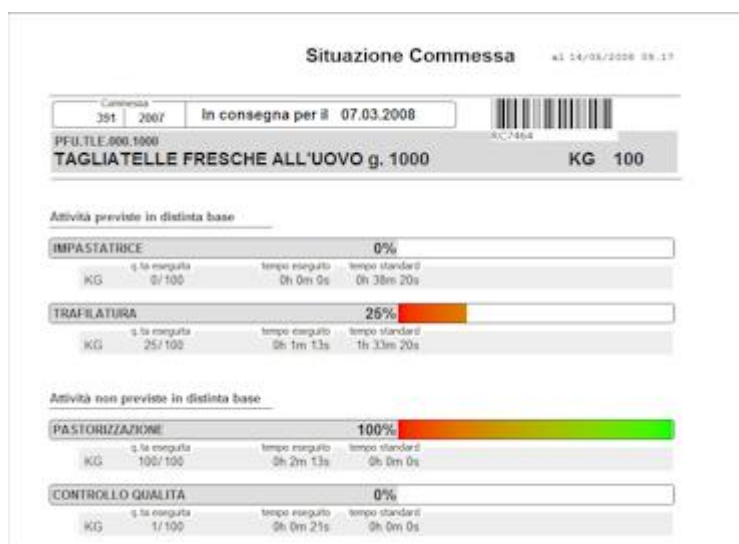 Situazione Commessa al 14/05/2008 09.17
Commessa
391 2007 In consegna per il 07.03.2008
RC7464
PFU.TLE.000.1000
TAGLIATELLE FRESCHE ALL'UOVO g. 1000 KG 100
Attività previste in distinta base
IMPASTATRICE 0%
q.ta eseguita tempo eseguito tempo standard
KG 0/100 0h 0m 0s 0h 38m 20s
TRAFILATURA 25%
q.ta eseguita tempo eseguito tempo standard
KG 25/100 0h 1m 13s 1h 33m 20s
Attività non previste in distinta base
PASTORIZZAZIONE 100%
q.ta eseguita tempo eseguito tempo standard
KG 100/100 0h 2m 13s 0h 0m 0s
CONTROLLO QUALITA 0%
q.ta eseguita tempo eseguito tempo standard
KG 1/100 0h 0m 21s 0h 0m 0s